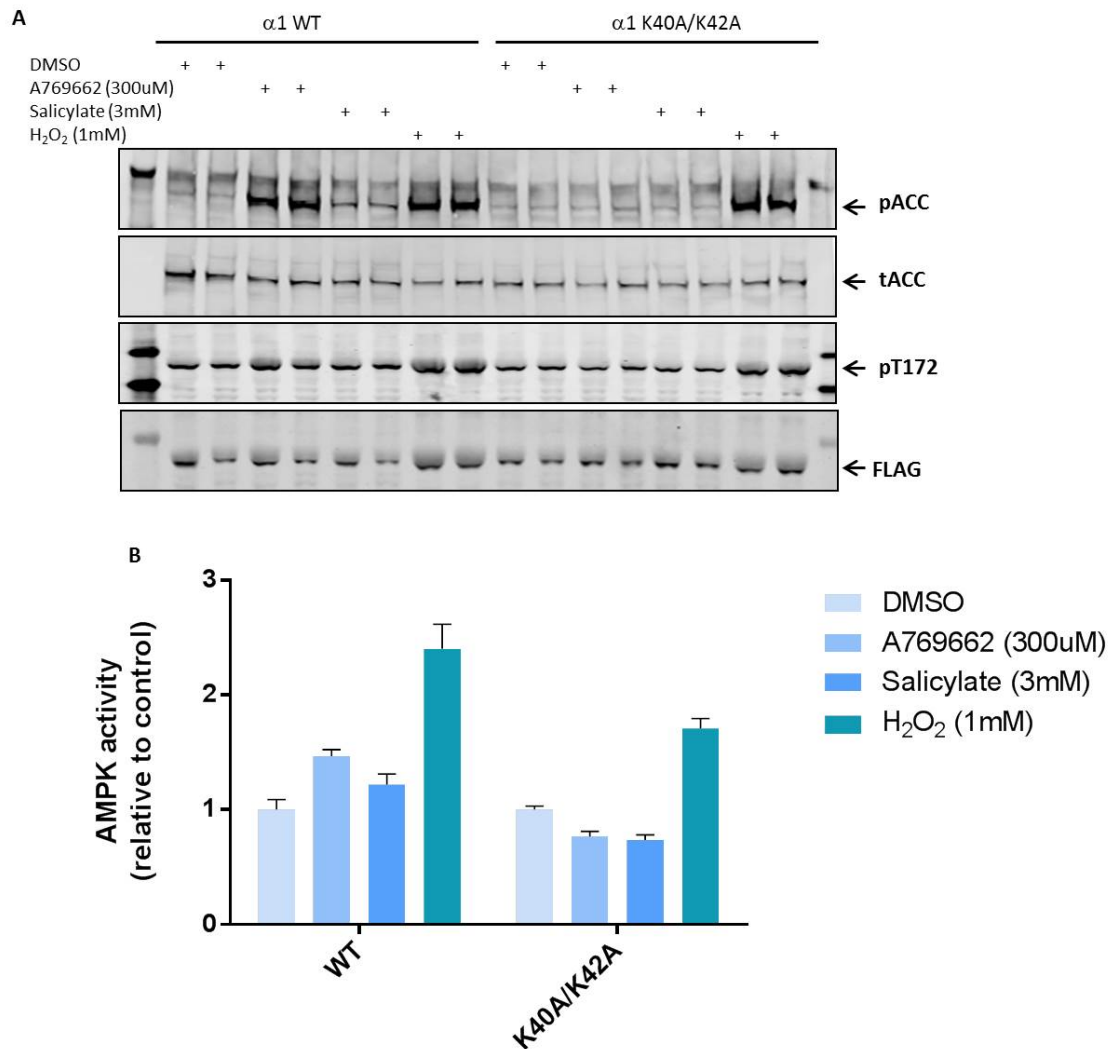 A
α1 WT α1 K40A/K42A
DMSO + + + +
A769662 (300uM) + + + +
Salicylate (3mM) + + + +
H₂O₂ (1mM) + + + +
pACC
tACC
pT172
FLAG
B
AMPK activity
(relative to control)
3
2
1
0
WT
K40A/K42A
DMSO
A769662 (300uM)
Salicylate (3mM)
H₂O₂ (1mM)